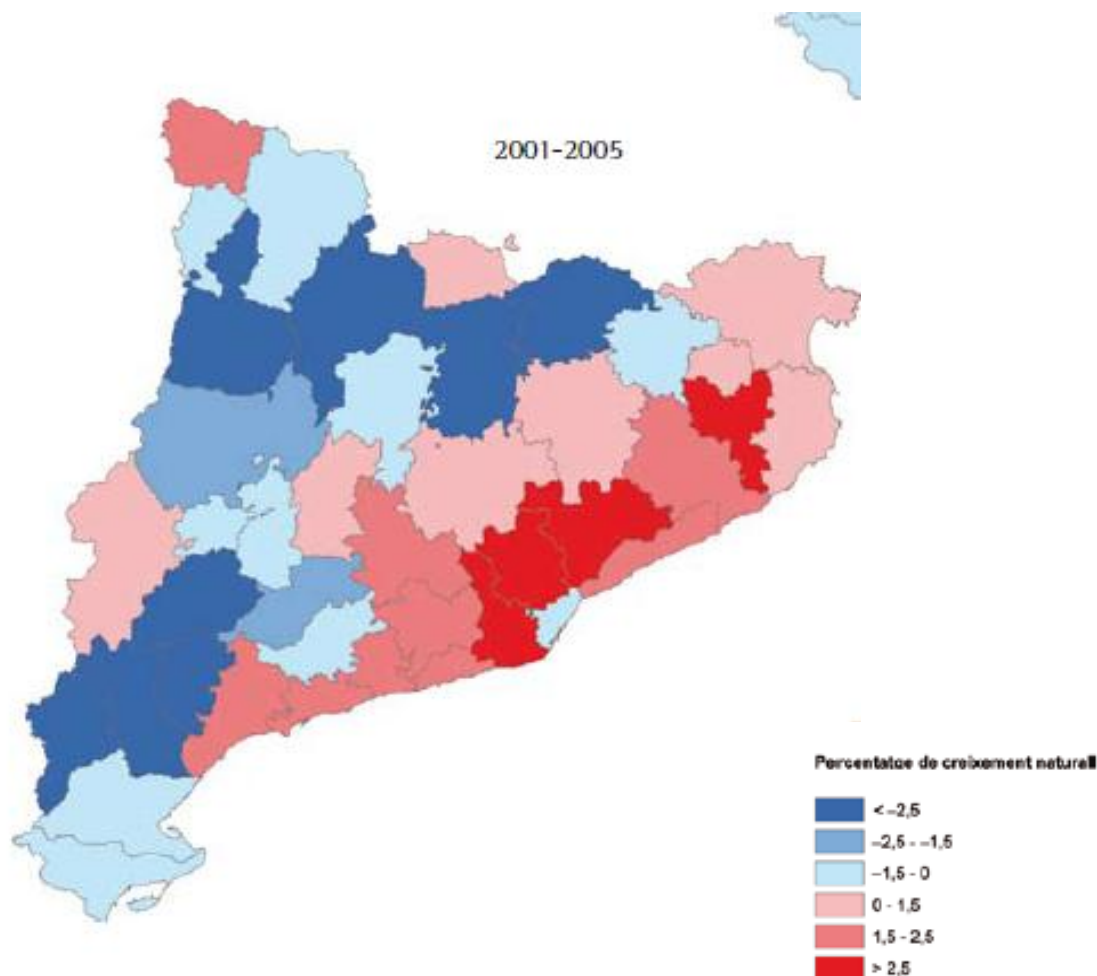 2001-2005
Percentatge de creixement natural
< –2,5
–2,5 - –1,5
–1,5 - 0
0 - 1,5
1,5 - 2,5
> 2,5